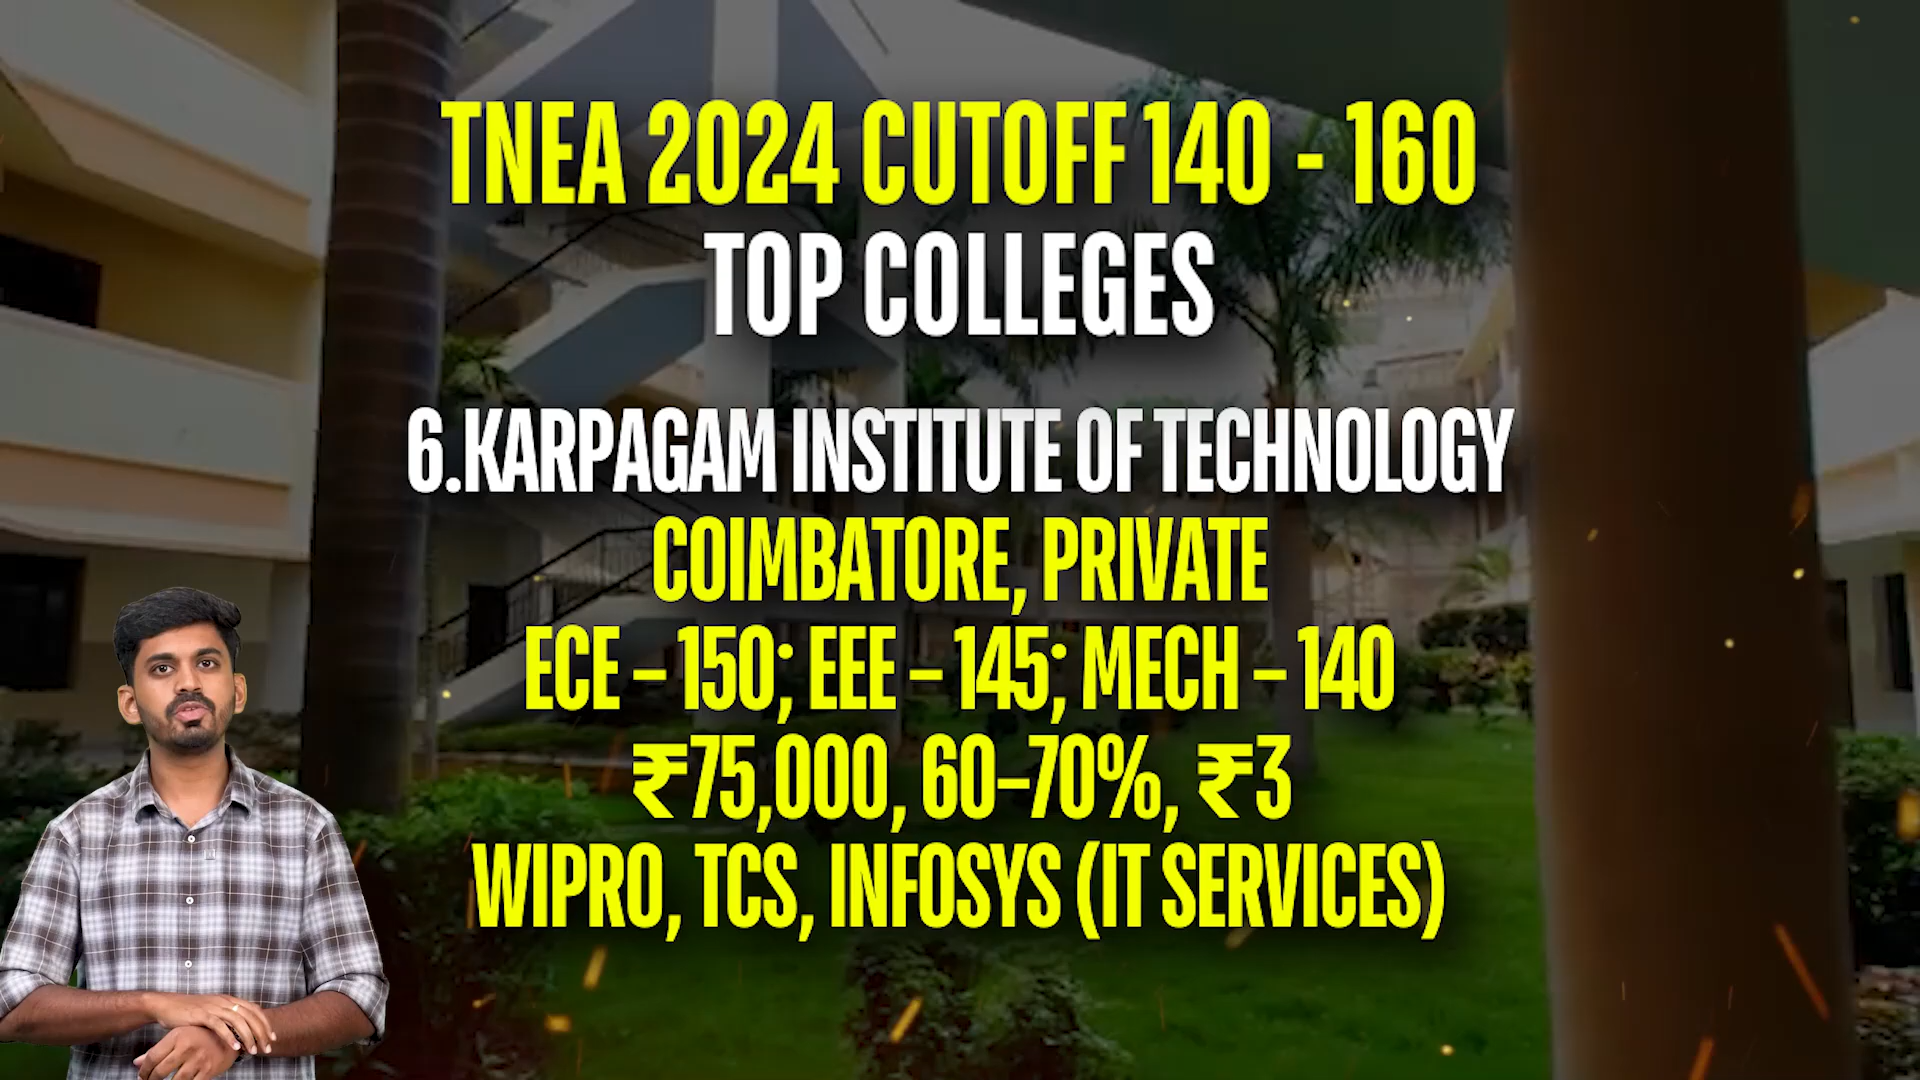 TNEA 2024 CUTOFF 140 - 160
TOP COLLEGES
6.KARPAGAM INSTITUTE OF TECHNOLOGY
COIMBATORE, PRIVATE
ECE – 150; EEE – 145; MECH – 140
₹75,000, 60–70%, ₹3
WIPRO, TCS, INFOSYS (IT SERVICES)